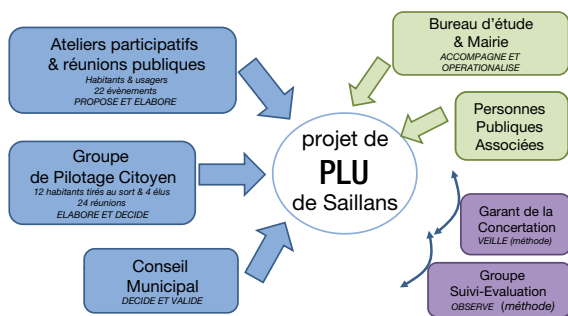 Ateliers participatifs
& réunions publiques
Habitants & usagers
22 évènements
PROPOSE ET ELABORE
Groupe
de Pilotage Citoyen
12 habitants tirés au sort & 4 élus
24 réunions
ELABORE ET DECIDE
Conseil
Municipal
DECIDE ET VALIDE
projet de
PLU
de Saillans
Bureau d'étude
& Mairie
ACCOMPAGNE ET
OPERATIONALISE
Personnes
Publiques
Associées
Garant de la
Concertation
VEILLE (méthode)
Groupe
Suivi-Evaluation
OBSERVE (méthode)